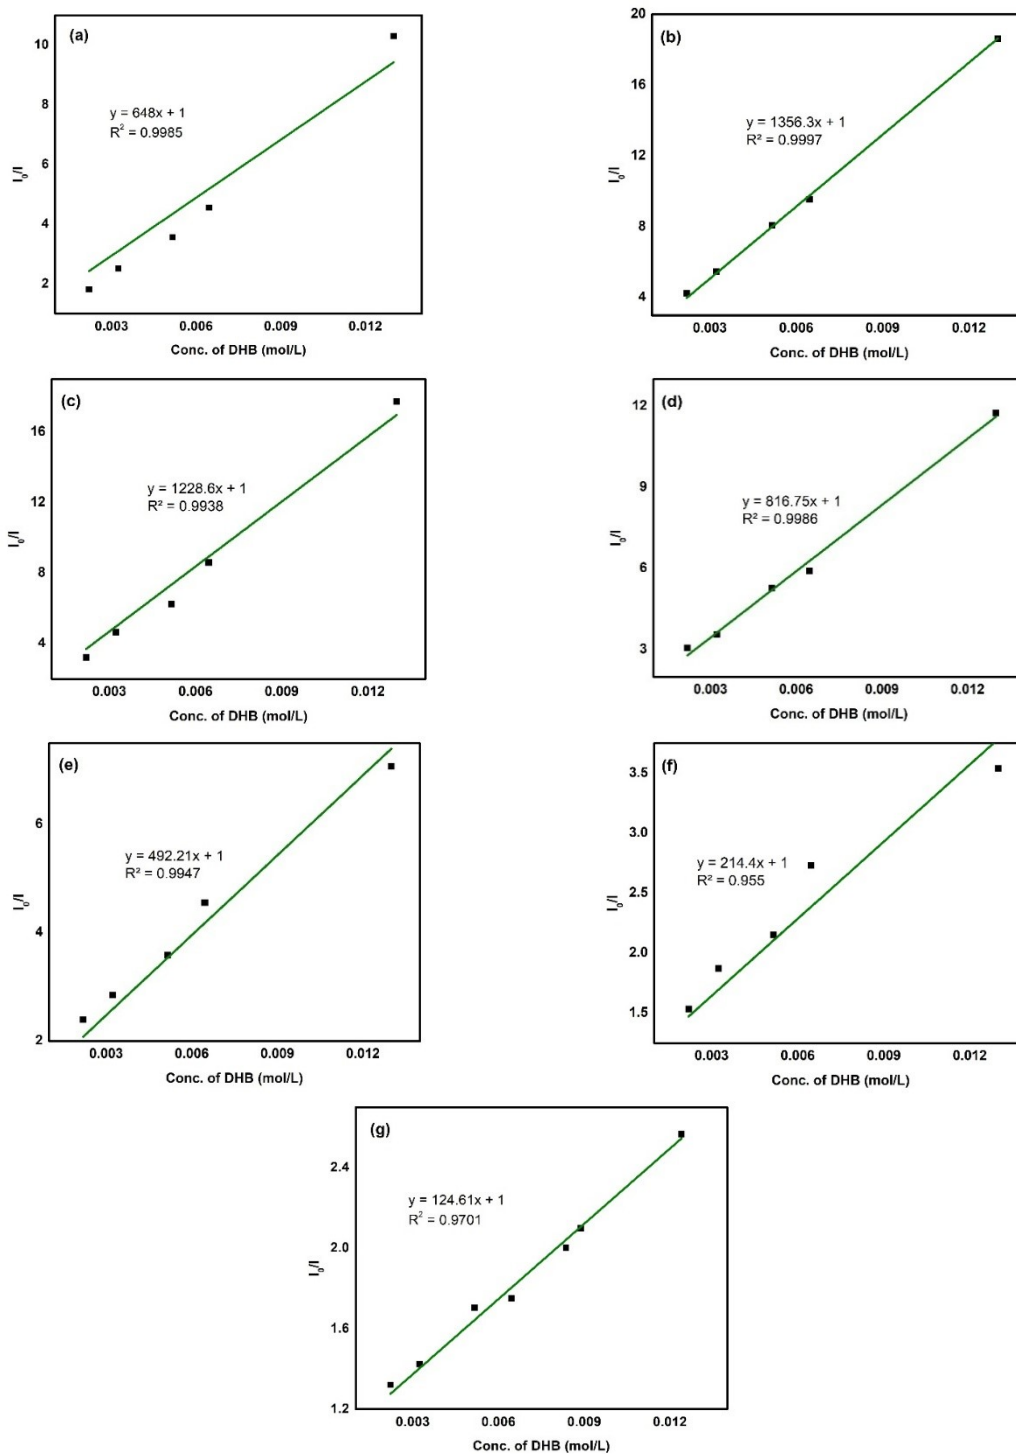 (a)
y = 648x + 1
R² = 0.9985
10
8
6
4
2
I₀/I
0.003 0.006 0.009 0.012
Conc. of DHB (mol/L)
(b)
y = 1356.3x + 1
R² = 0.9997
20
16
12
8
4
I₀/I
0.003 0.006 0.009 0.012
Conc. of DHB (mol/L)
(c)
y = 1228.6x + 1
R² = 0.9938
16
12
8
4
I₀/I
0.003 0.006 0.009 0.012
Conc. of DHB (mol/L)
(d)
y = 816.75x + 1
R² = 0.9986
12
9
6
3
I₀/I
0.003 0.006 0.009 0.012
Conc. of DHB (mol/L)
(e)
y = 492.21x + 1
R² = 0.9947
6
4
2
I₀/I
0.003 0.006 0.009 0.012
Conc. of DHB (mol/L)
(f)
y = 214.4x + 1
R² = 0.955
3.5
3.0
2.5
2.0
1.5
I₀/I
0.003 0.006 0.009 0.012
Conc. of DHB (mol/L)
(g)
y = 124.61x + 1
R² = 0.9701
2.4
2.0
1.6
1.2
I₀/I
0.003 0.006 0.009 0.012
Conc. of DHB (mol/L)